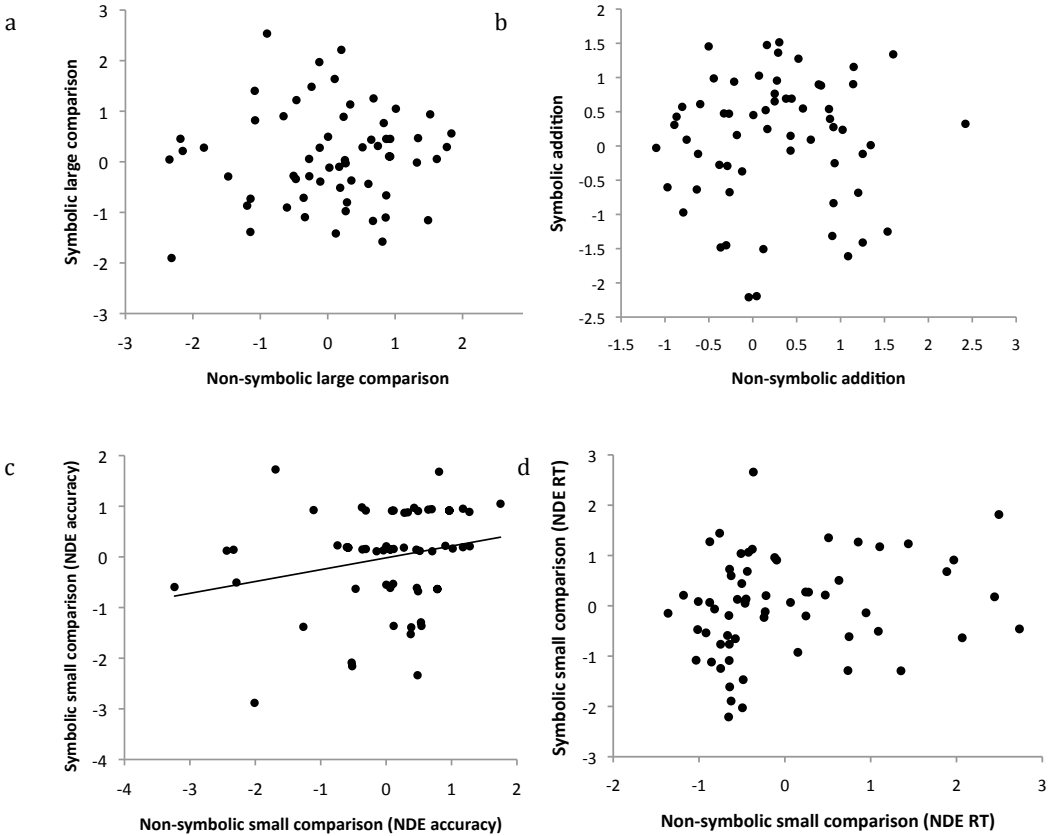 a
3
2
1
0
-1
-2
-3
-3 -2 -1 0 1 2
Symbolic large comparison
Non-symbolic large comparison
b
2
1.5
1
0.5
0
-0.5
-1
-1.5
-2
-2.5
-1.5 -1 -0.5 0 0.5 1 1.5 2 2.5 3
Symbolic addition
Non-symbolic addition
c
2
1
0
-1
-2
-3
-4
-4 -3 -2 -1 0 1 2
Symbolic small comparison (NDE accuracy)
Non-symbolic small comparison (NDE accuracy)
d
3
2
1
0
-1
-2
-3
-2 -1 0 1 2 3
Symbolic small comparison (NDE RT)
Non-symbolic small comparison (NDE RT)